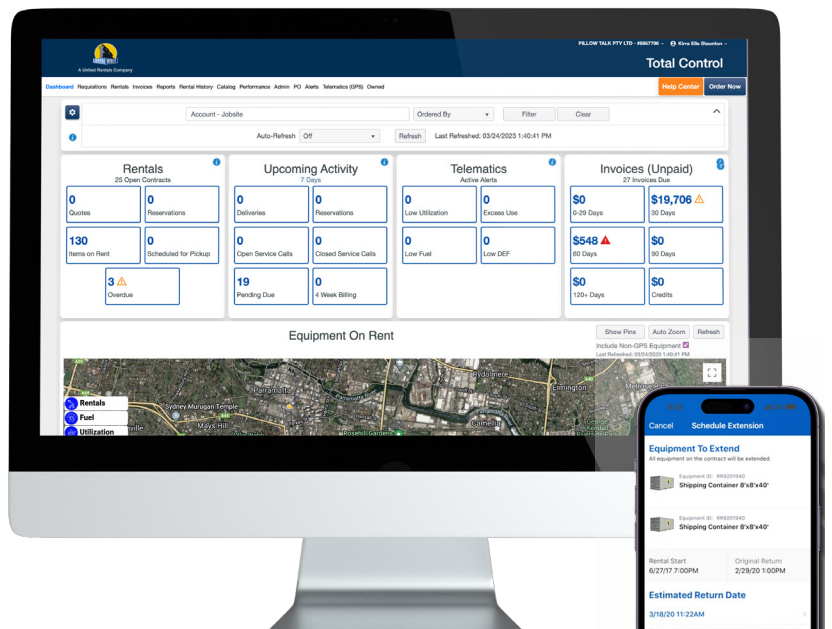 PILLOW TALK PTY LTD - #8957796
Kirra Elle Staunton
A United Rentals Company
Total Control
Dashboard Requisitions Rentals Invoices Reports Rental History Catalog Performance Admin PO Alerts Telematics (GPS) Owned
Help Center
Order Now
Account - Jobsite
Ordered By
Filter
Clear
Auto-Refresh
Off
Refresh
Last Refreshed: 03/24/2023 1:40:41 PM
Rentals
25 Open Contracts
0
Quotes
0
Reservations
130
Items on Rent
0
Scheduled for Pickup
3
Overdue
Upcoming Activity
7 Days
0
Deliveries
0
Reservations
0
Open Service Calls
0
Closed Service Calls
19
Pending Due
0
4 Week Billing
Telematics
Active Alerts
0
Low Utilization
0
Excess Use
0
Low Fuel
0
Low DEF
Invoices (Unpaid)
27 Invoices Due
$0
0-29 Days
$19,706
30 Days
$548
60 Days
$0
90 Days
$0
120+ Days
$0
Credits
Equipment On Rent
Show Pins
Auto Zoom
Refresh
Include Non-GPS Equipment
Last Refreshed: 03/24/2023 1:40:41 PM
Rydalmere
Ermington
Parramatta
Sydney Murugan Temple
Mays Hill
Camellia
Rosehill Gardens
Rentals
Fuel
Utilization
Cancel
Schedule Extension
Equipment To Extend
All equipment on the contract will be extended.
Equipment ID: RR9201940
Shipping Container 8'x8'x40'
Equipment ID: RR9201940
Shipping Container 8'x8'x40'
Rental Start
6/27/17 7:00PM
Original Return
2/29/20 1:00PM
Estimated Return Date
3/18/20 11:22AM